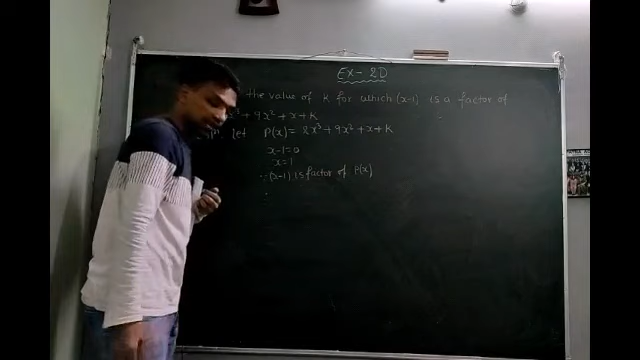 EX-2D
the value of K for which (x-1) is a factor of
+ 9x² + x + K
let P(x) = 8x³ + 9x² + x + K
x-1=0
x=1
∵ (x-1) is factor of P(x)
∴